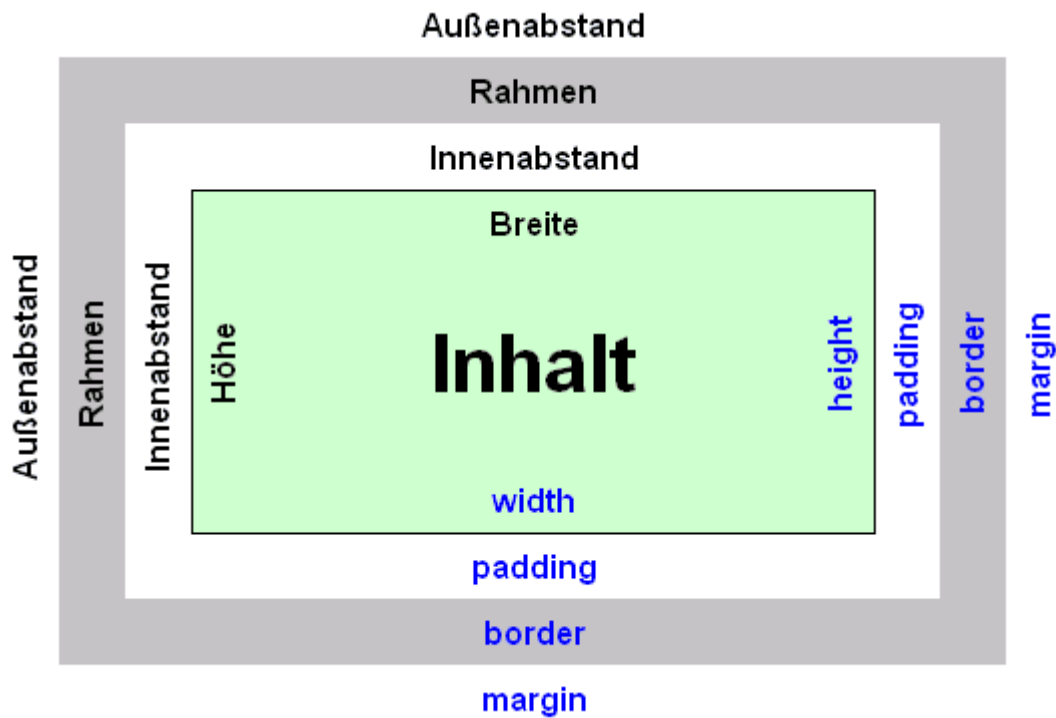 Außenabstand
Rahmen
Innenabstand
Breite
Außenabstand
Rahmen
Innenabstand
Höhe
Inhalt
height
padding
border
margin
width
padding
border
margin